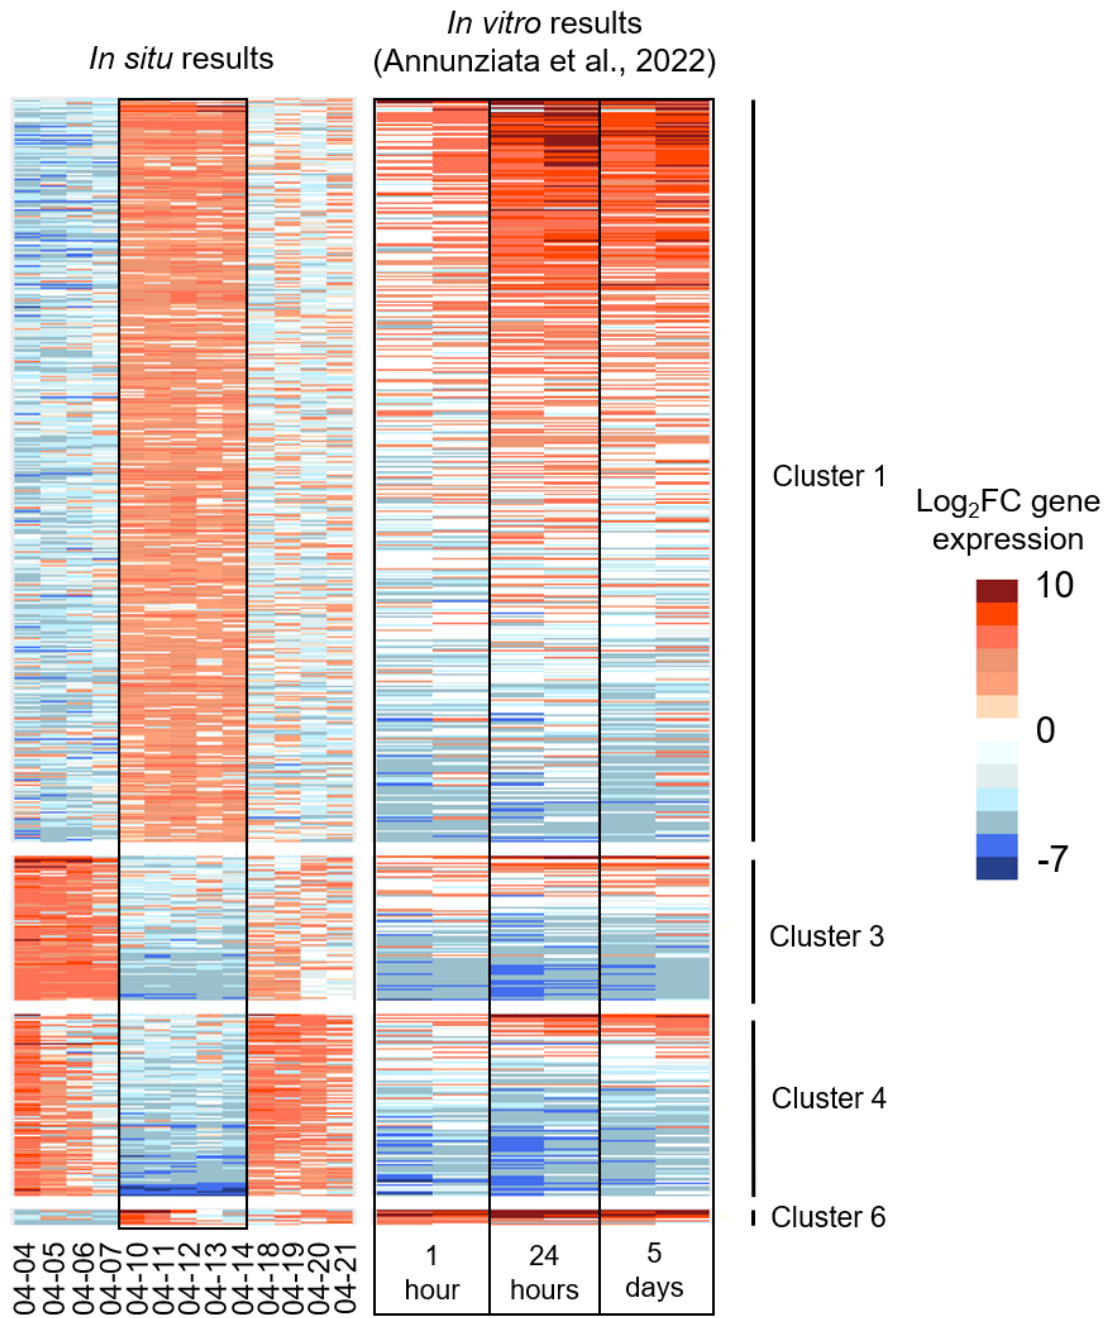 In situ results
In vitro results
(Annunziata et al., 2022)
Cluster 1
Log₂FC gene
expression
10
0
-7
Cluster 3
Cluster 4
Cluster 6
04-04
04-05
04-06
04-07
04-10
04-11
04-12
04-13
04-14
04-18
04-19
04-20
04-21
1
hour
24
hours
5
days